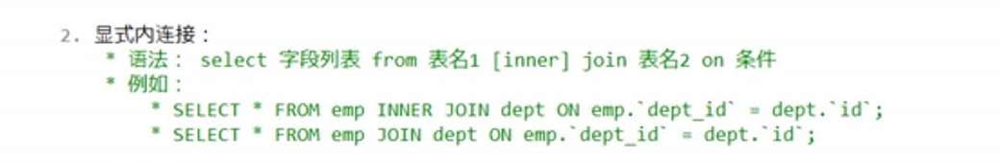 2. 显式内连接：
* 语法： select 字段列表 from 表名1 [inner] join 表名2 on 条件
* 例如：
* SELECT * FROM emp INNER JOIN dept ON emp.`dept_id` = dept.`id`;
* SELECT * FROM emp JOIN dept ON emp.`dept_id` = dept.`id`;